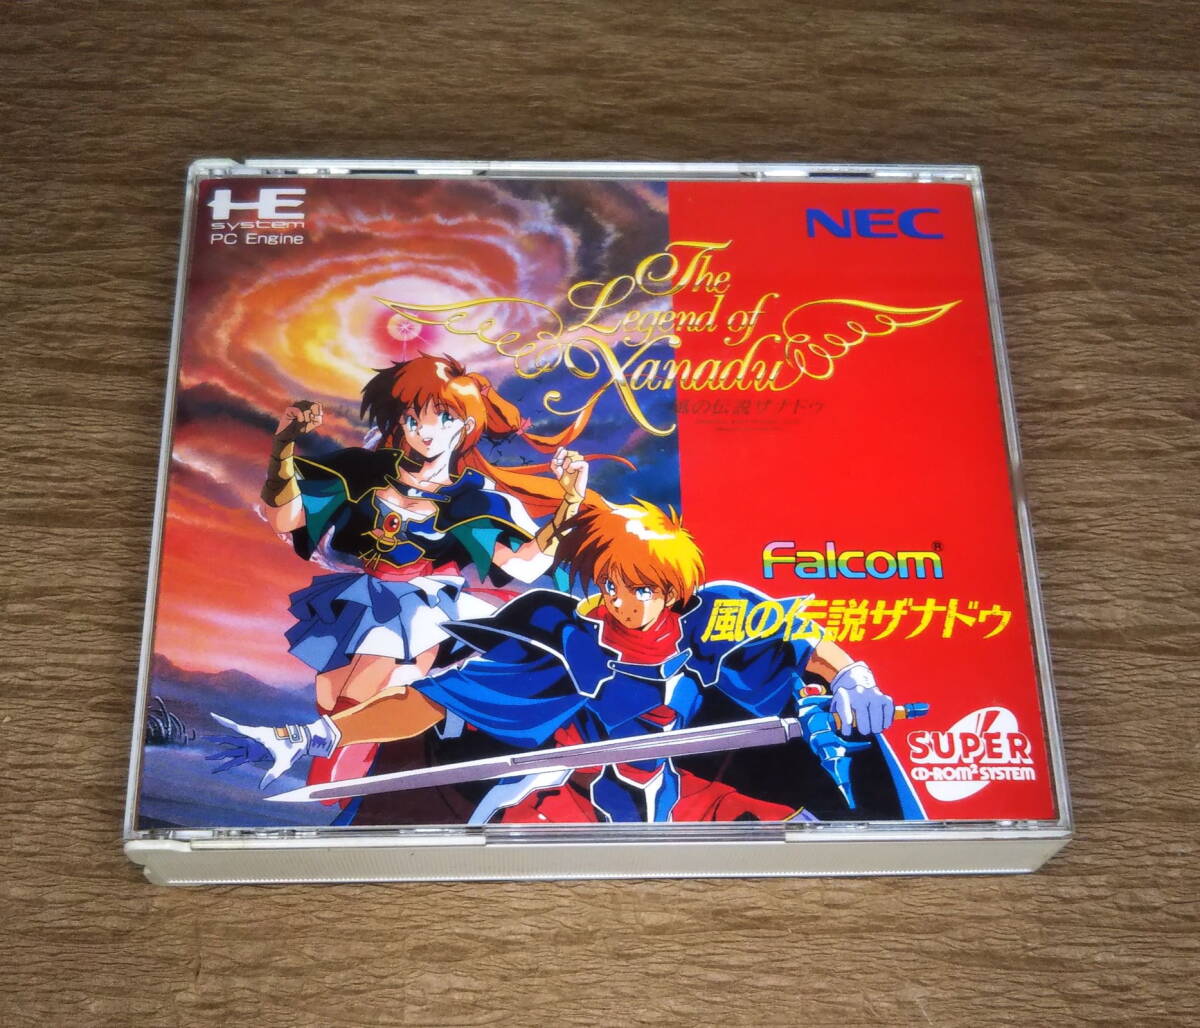 HE
system
PC Engine
NEC
The
Legend of
Xanadu
風の伝説ザナドゥ
Falcom®
風の伝説ザナドゥ
SUPER
CD-ROM² SYSTEM